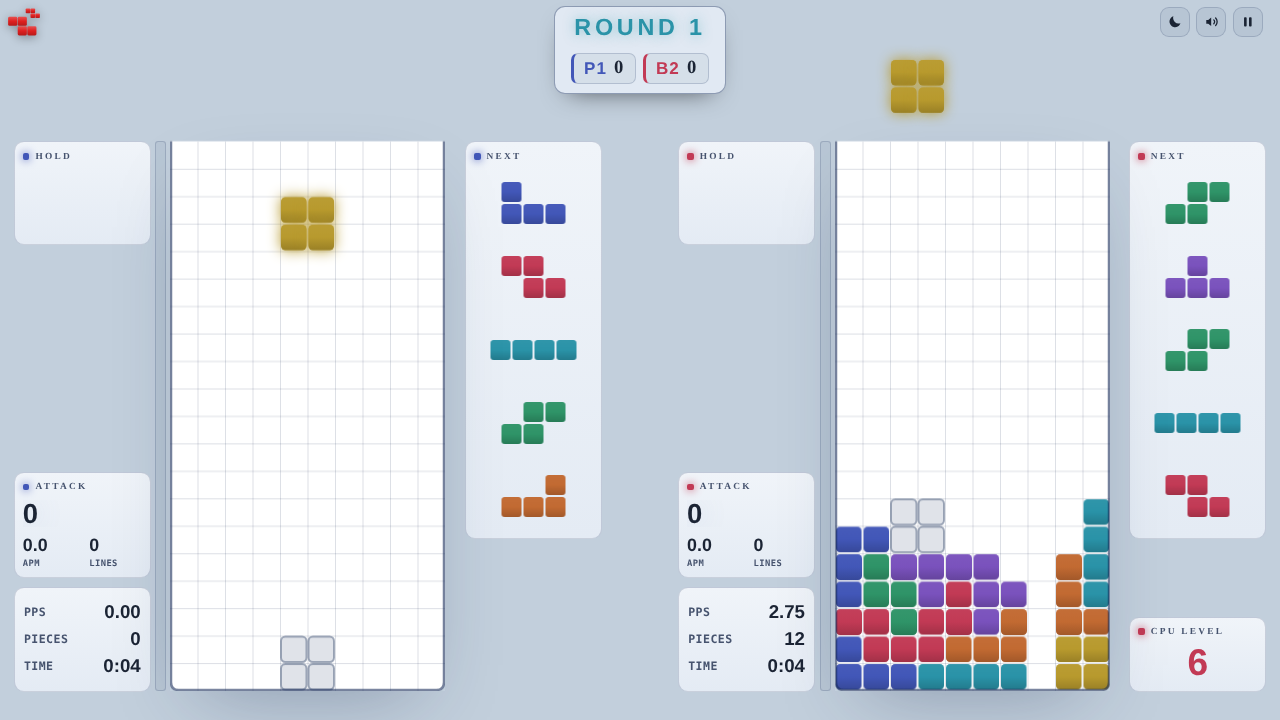 ROUND 1
P1 0
B2 0
HOLD
NEXT
ATTACK
0
0.0
0
APM
LINES
PPS 0.00
PIECES 0
TIME 0:04
HOLD
NEXT
ATTACK
0
0.0
0
APM
LINES
PPS 2.75
PIECES 12
TIME 0:04
CPU LEVEL
6